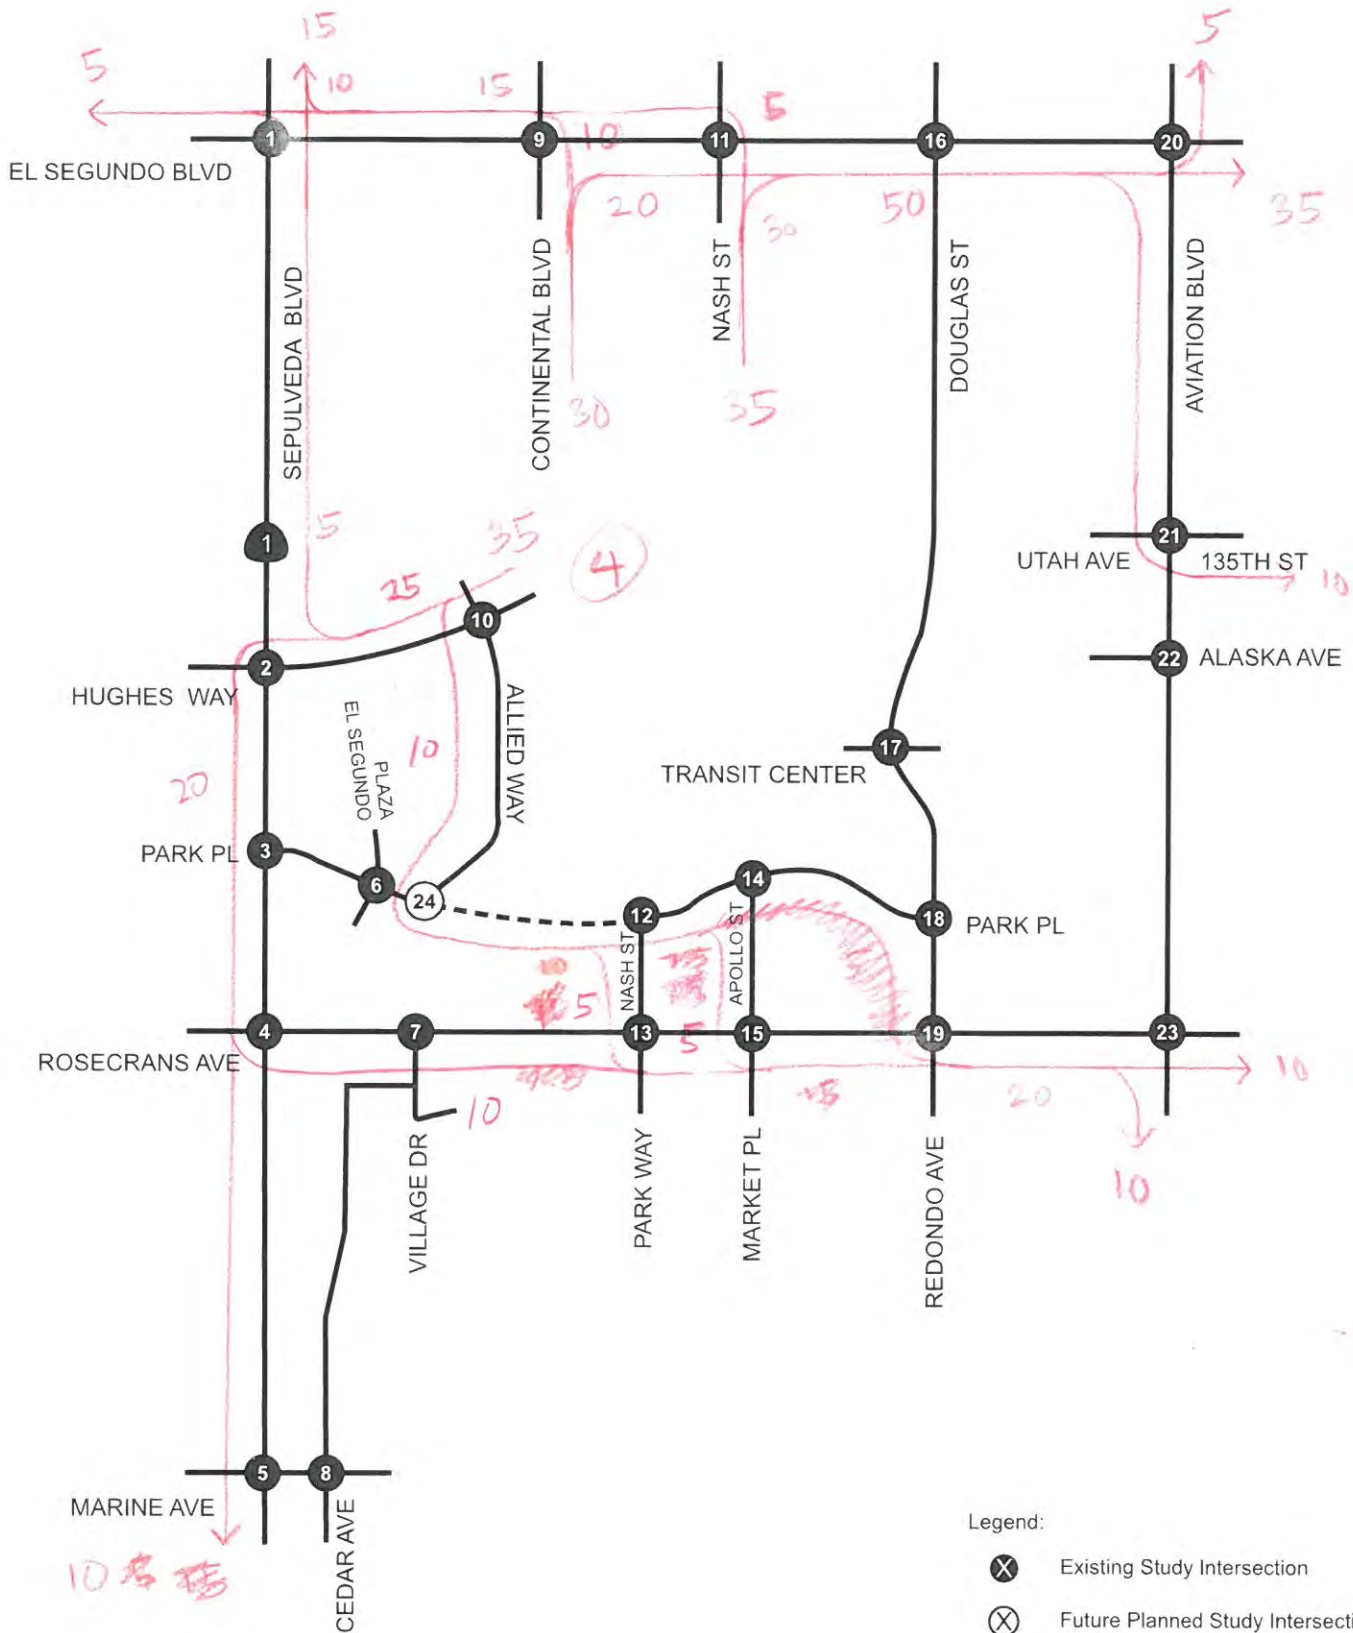 15
5
5
10
15
5
1
9
10
11
16
20
EL SEGUNDO BLVD
20
30
50
35
SEPULVEDA BLVD
CONTINENTAL BLVD
NASH ST
DOUGLAS ST
AVIATION BLVD
30
35
5
35
4
1
25
21
UTAH AVE
135TH ST
10
10
2
22
ALASKA AVE
HUGHES WAY
ALLIED WAY
PLAZA
EL SEGUNDO
10
17
TRANSIT CENTER
20
3
PARK PL
6
24
12
14
18
PARK PL
NASH ST
APOLLO ST
10
5
5
4
7
13
15
19
23
ROSECRANS AVE
10
20
10
10
VILLAGE DR
PARK WAY
MARKET PL
REDONDO AVE
5
8
MARINE AVE
CEDAR AVE
10
Legend:
X Existing Study Intersection
X Future Planned Study Intersecti